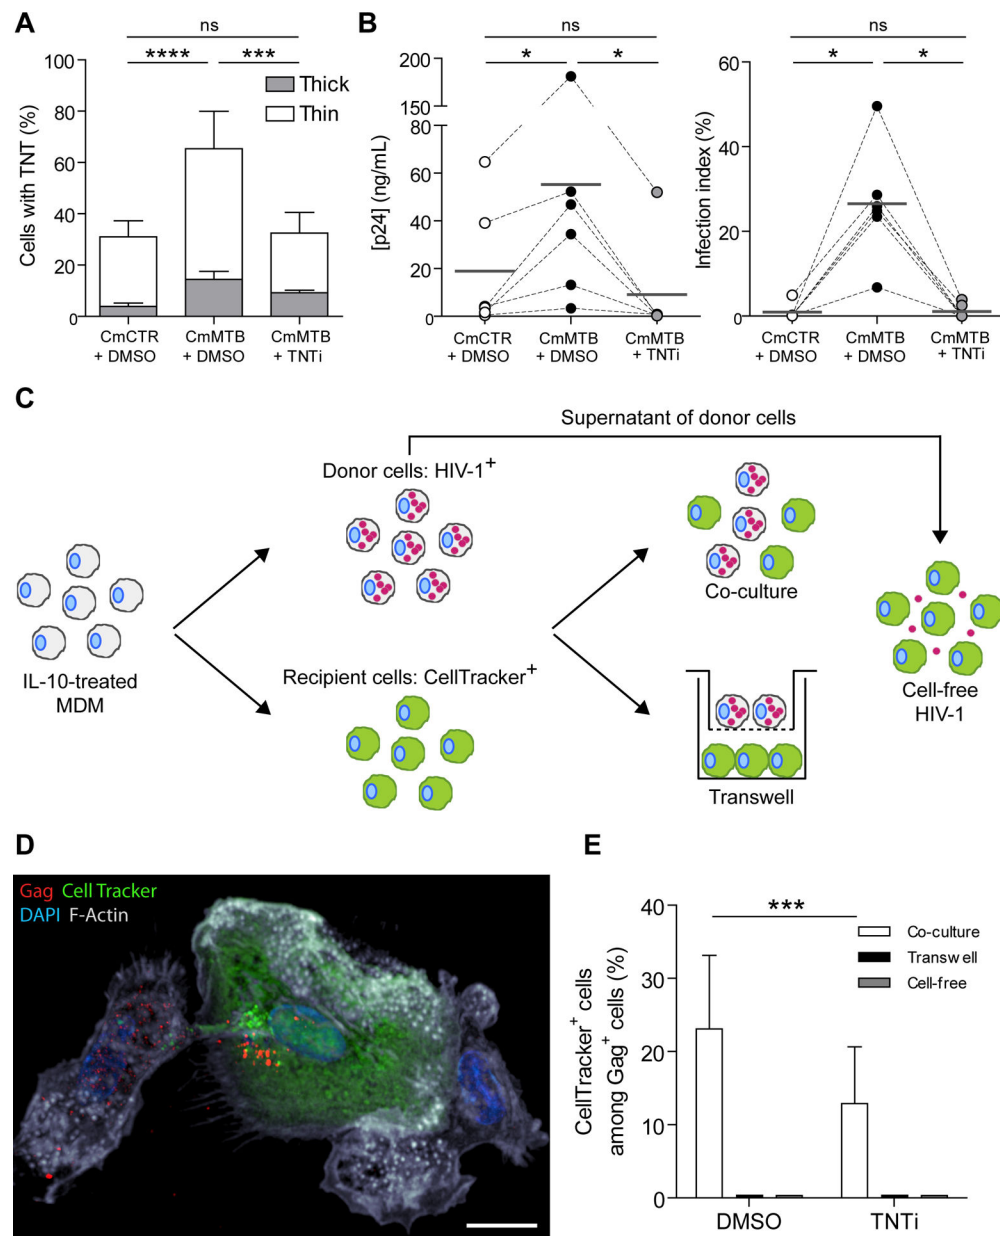 A
ns
**** ***
100
80
60
40
20
0
Cells with TNT (%)
Thick
Thin
CmCTR + DMSO
CmMTB + DMSO
CmMTB + TNTi
B
ns
* *
200
150
80
60
40
20
0
[p24] (ng/mL)
CmCTR + DMSO
CmMTB + DMSO
CmMTB + TNTi
ns
* *
60
40
20
0
Infection index (%)
CmCTR + DMSO
CmMTB + DMSO
CmMTB + TNTi
C
Supernatant of donor cells
Donor cells: HIV-1+
IL-10-treated
MDM
Recipient cells: CellTracker+
Co-culture
Transwell
Cell-free
HIV-1
D
Gag Cell Tracker
DAPI F-Actin
E
***
40
30
20
10
0
CellTracker+ cells
among Gag+ cells (%)
Co-culture
Transwell
Cell-free
DMSO
TNTi